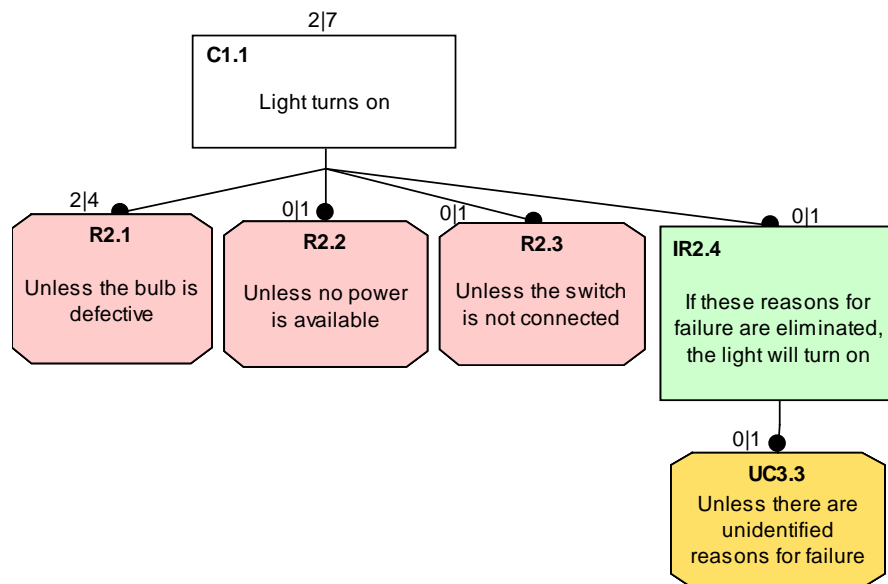 2|7
C1.1
Light turns on
2|4
R2.1
Unless the bulb is
defective
0|1
R2.2
Unless no power
is available
0|1
R2.3
Unless the switch
is not connected
0|1
IR2.4
If these reasons for
failure are eliminated,
the light will turn on
0|1
UC3.3
Unless there are
unidentified
reasons for failure